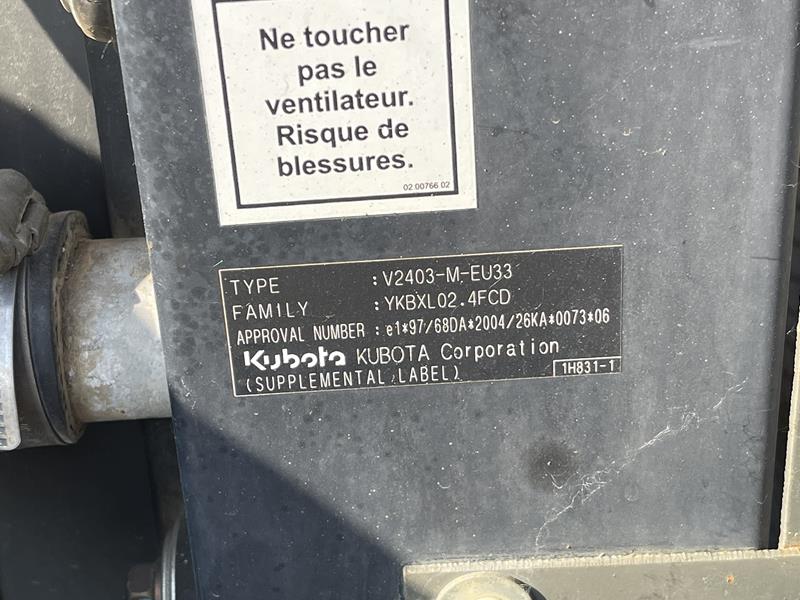 Ne toucher
pas le
ventilateur.
Risque de
blessures.
02.00766.02
TYPE : V2403-M-EU33
FAMILY : YKBXL02.4FCD
APPROVAL NUMBER : e1*97/68DA*2004/26KA*0073*06
Kubota KUBOTA Corporation
(SUPPLEMENTAL LABEL)
1H831-1